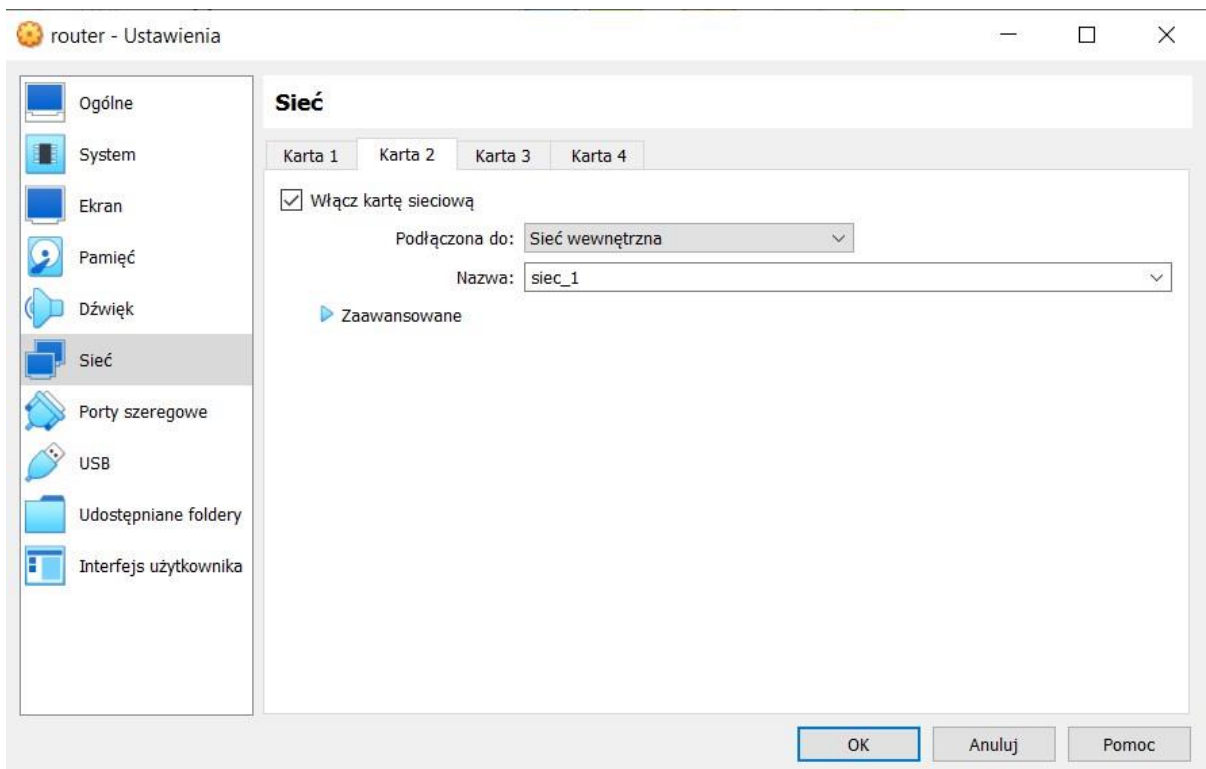 router - Ustawienia
Ogólne
System
Ekran
Pamięć
Dźwięk
Sieć
Porty szeregowe
USB
Udostępniane foldery
Interfejs użytkownika
Sieć
Karta 1 Karta 2 Karta 3 Karta 4
Włącz kartę sieciową
Podłączona do: Sieć wewnętrzna
Nazwa: siec_1
Zaawansowane
OK Anuluj Pomoc